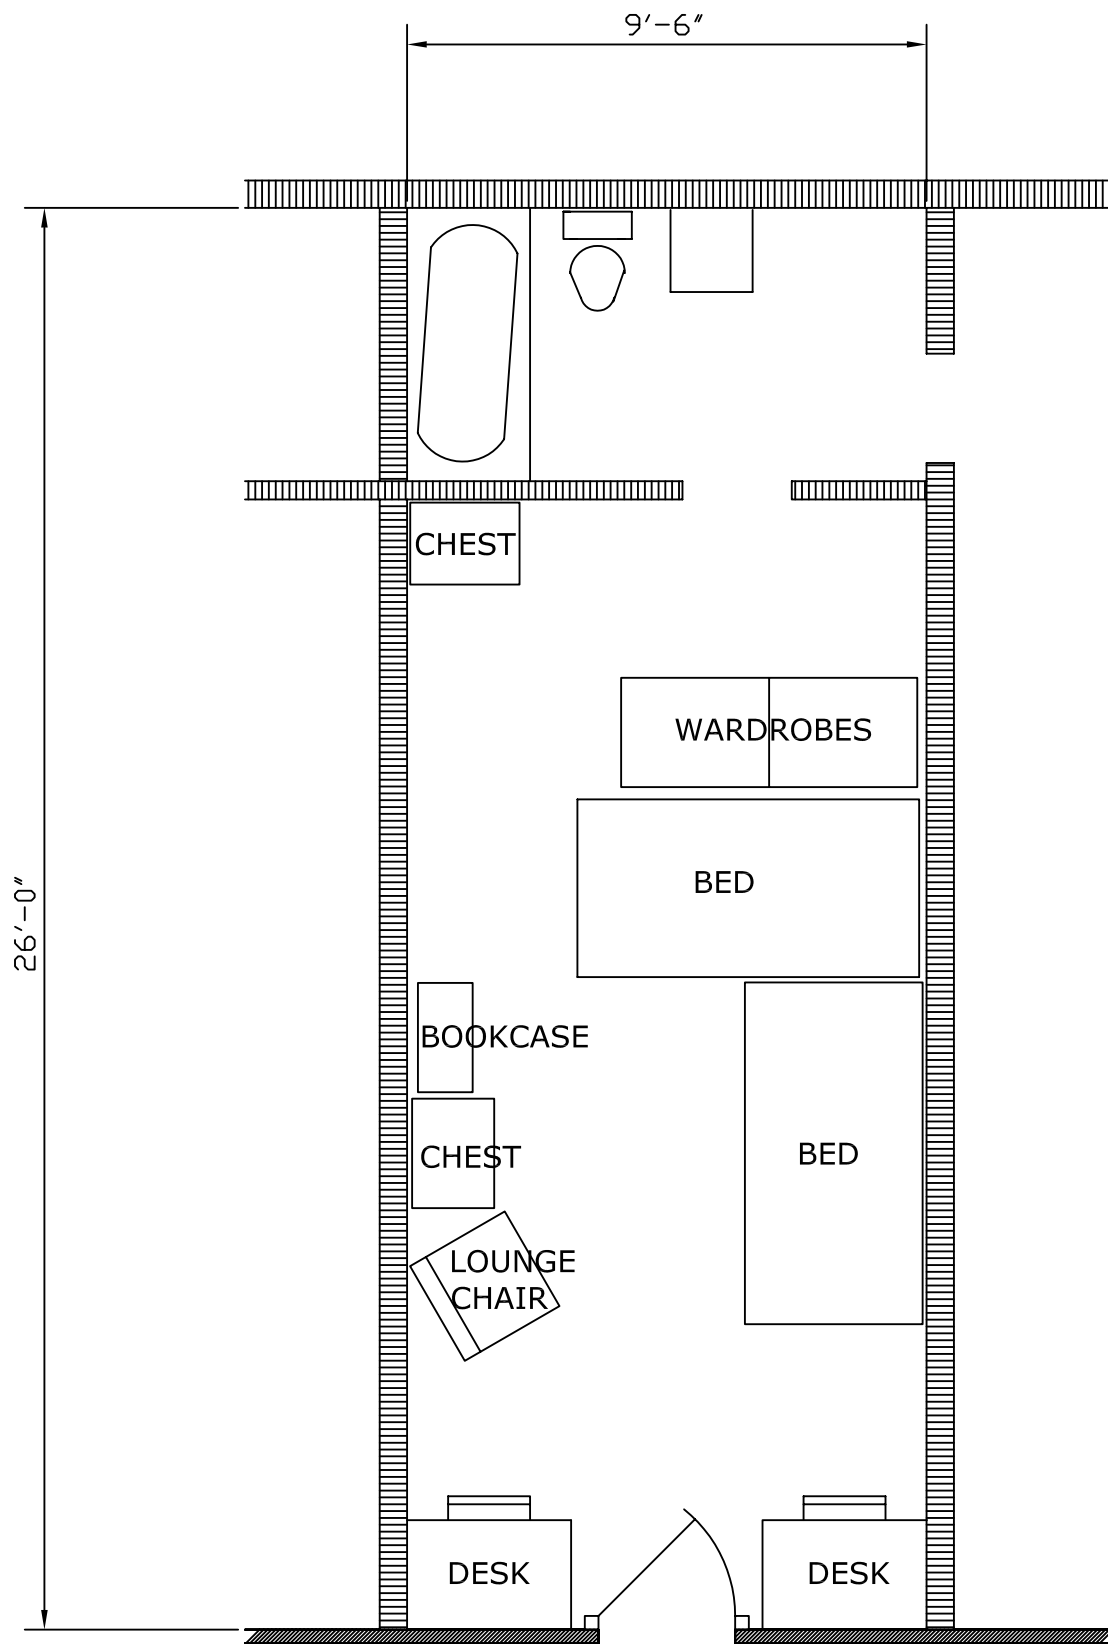 9'-6"
CHEST
WARDROBES
BED
26'-0"
BOOKCASE
CHEST
BED
LOUNGE
CHAIR
DESK
DESK